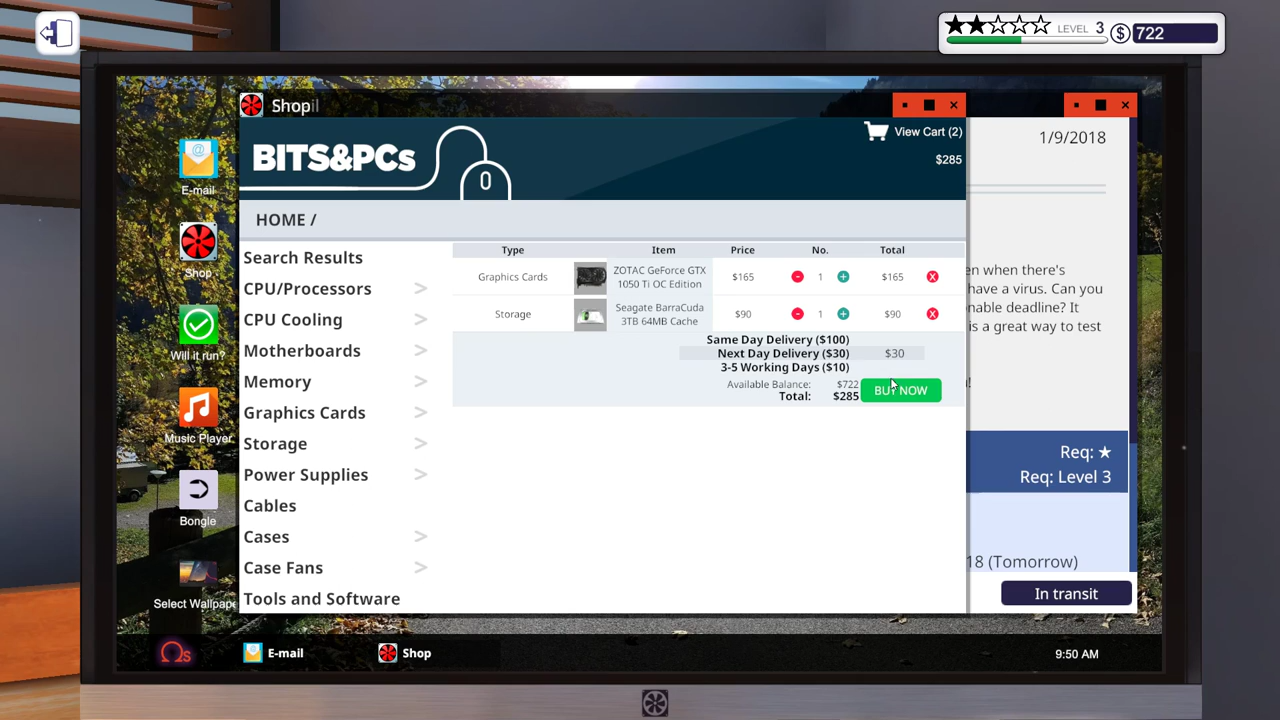 LEVEL 3
$ 722
Shop
View Cart (2)
$285
BITS&PCs
1/9/2018
HOME /
Search Results
CPU/Processors >
CPU Cooling >
Motherboards >
Memory >
Graphics Cards >
Storage >
Power Supplies >
Cables
Cases >
Case Fans >
Tools and Software
Type Item Price No. Total
Graphics Cards ZOTAC GeForce GTX 1050 Ti OC Edition $165 - 1 + $165 X
Storage Seagate BarraCuda 3TB 64MB Cache $90 - 1 + $90 X
Same Day Delivery ($100)
Next Day Delivery ($30) $30
3-5 Working Days ($10)
Available Balance: $722
Total: $285
BUY NOW
en when there's
have a virus. Can you
nable deadline? It
is a great way to test
Req: ★
Req: Level 3
18 (Tomorrow)
In transit
E-mail
Shop
Will it run?
Music Player
Bongle
Select Wallpape
E-mail
Shop
9:50 AM